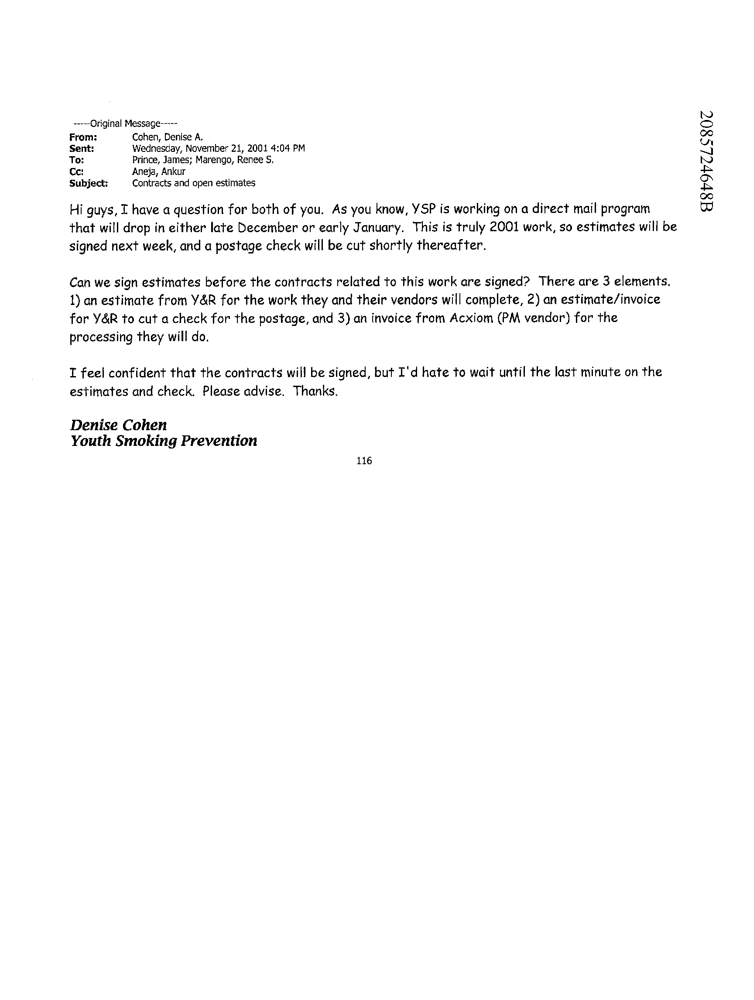 -----Original Message-----
From: Cohen, Denise A.
Sent: Wednesday, November 21, 2001 4:04 PM
To: Prince, James; Marengo, Renee S.
Cc: Aneja, Ankur
Subject: Contracts and open estimates
Hi guys, I have a question for both of you. As you know, YSP is working on a direct mail program
that will drop in either late December or early January. This is truly 2001 work, so estimates will be
signed next week, and a postage check will be cut shortly thereafter.
Can we sign estimates before the contracts related to this work are signed? There are 3 elements.
1) an estimate from Y&R for the work they and their vendors will complete, 2) an estimate/invoice
for Y&R to cut a check for the postage, and 3) an invoice from Acxiom (PM vendor) for the
processing they will do.
I feel confident that the contracts will be signed, but I'd hate to wait until the last minute on the
estimates and check. Please advise. Thanks.
Denise Cohen
Youth Smoking Prevention
116
2085724648B